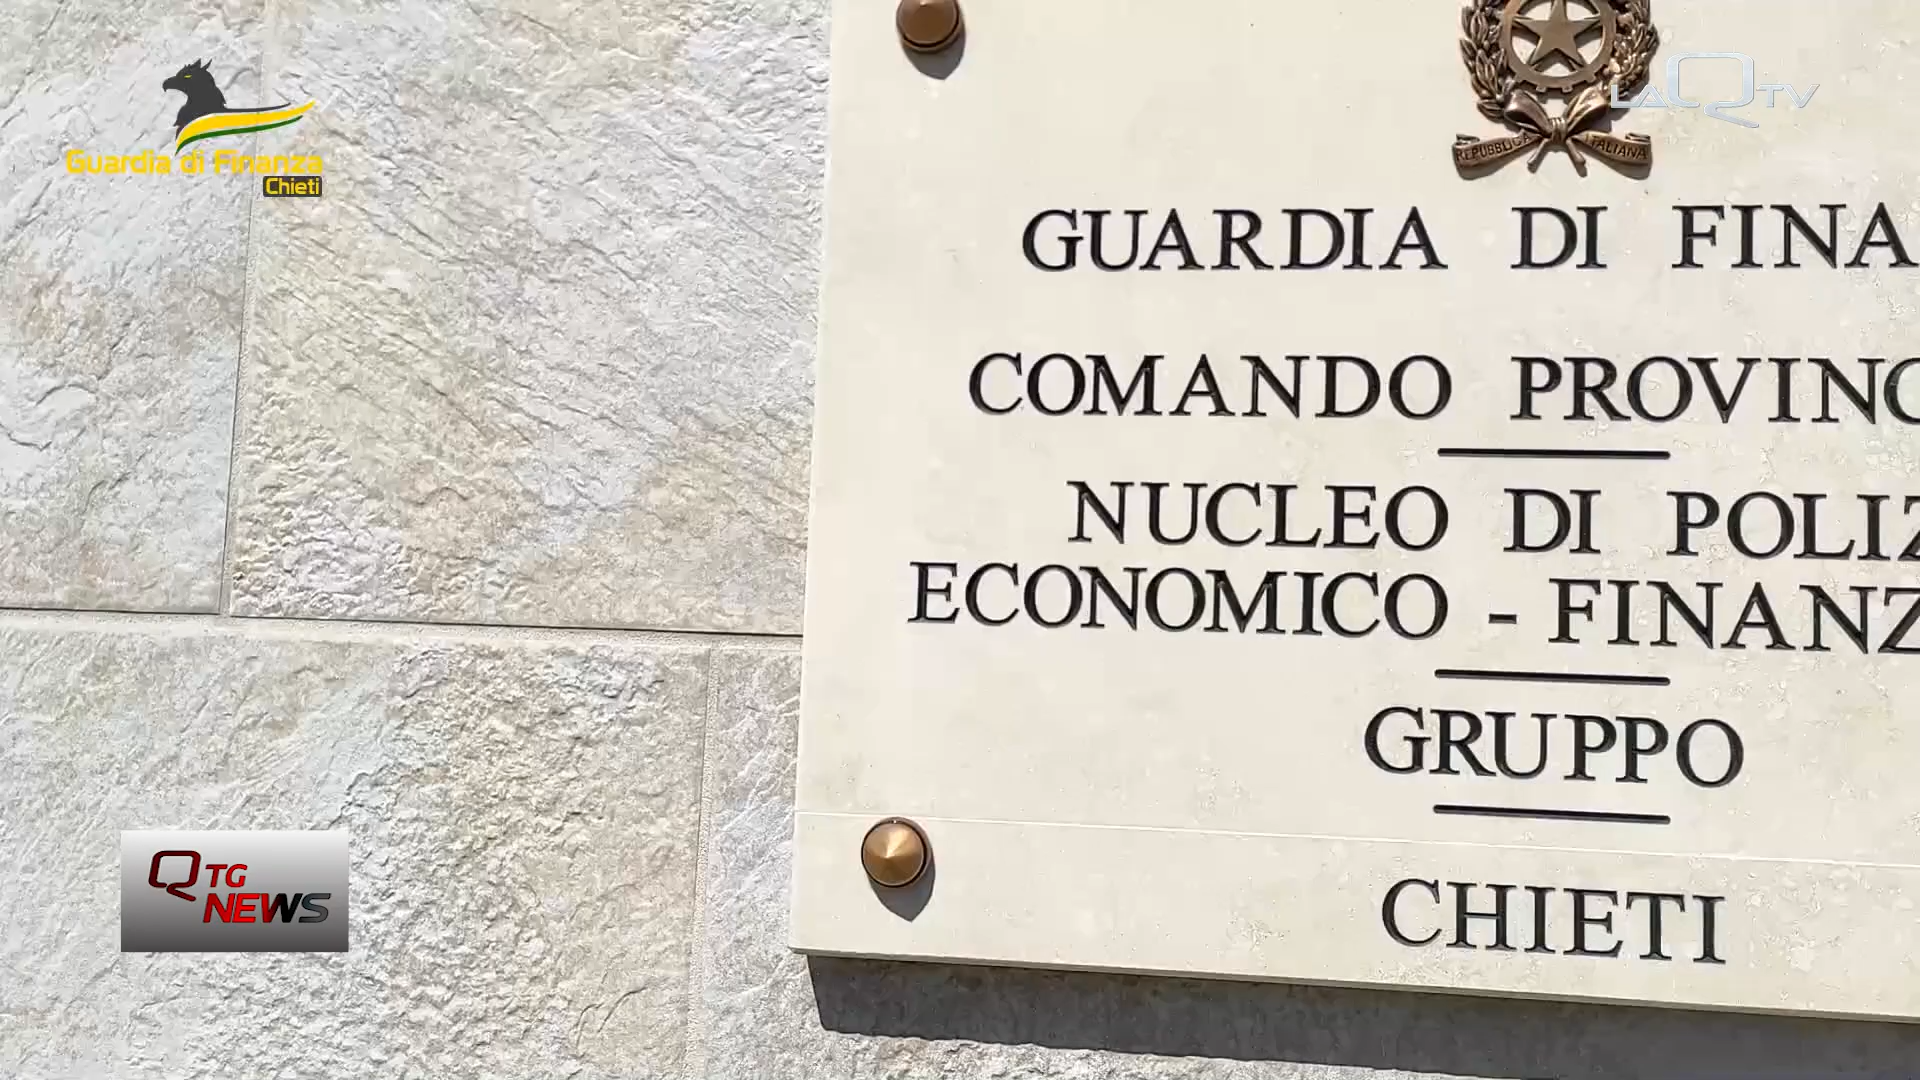 Guardia di Finanza
Chieti
LAQTV
REPUBBLICA ITALIANA
GUARDIA DI FINA
COMANDO PROVINC
NUCLEO DI POLIZ
ECONOMICO - FINANZ
GRUPPO
CHIETI
QTG
NEWS